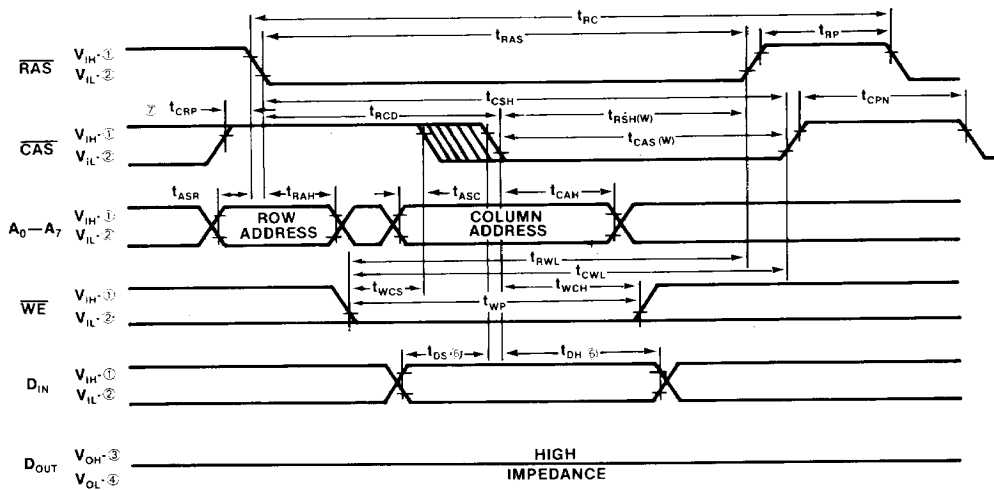 tRC
tRAS
tRP
RAS
VIH-①
VIL-②
tCSH
⑦ tCRP
tRCD
tRSH(W)
tCPN
CAS
VIH-①
VIL-②
tCAS(W)
tASR
tRAH
tASC
tCAH
A0—A7
VIH-①
VIL-②
ROW
ADDRESS
COLUMN
ADDRESS
tRWL
tCWL
tWCS
tWCH
tWP
WE
VIH-①
VIL-②
tDS ⑥
tDH ⑥
DIN
VIH-①
VIL-②
DOUT
VOH-③
VOL-④
HIGH
IMPEDANCE